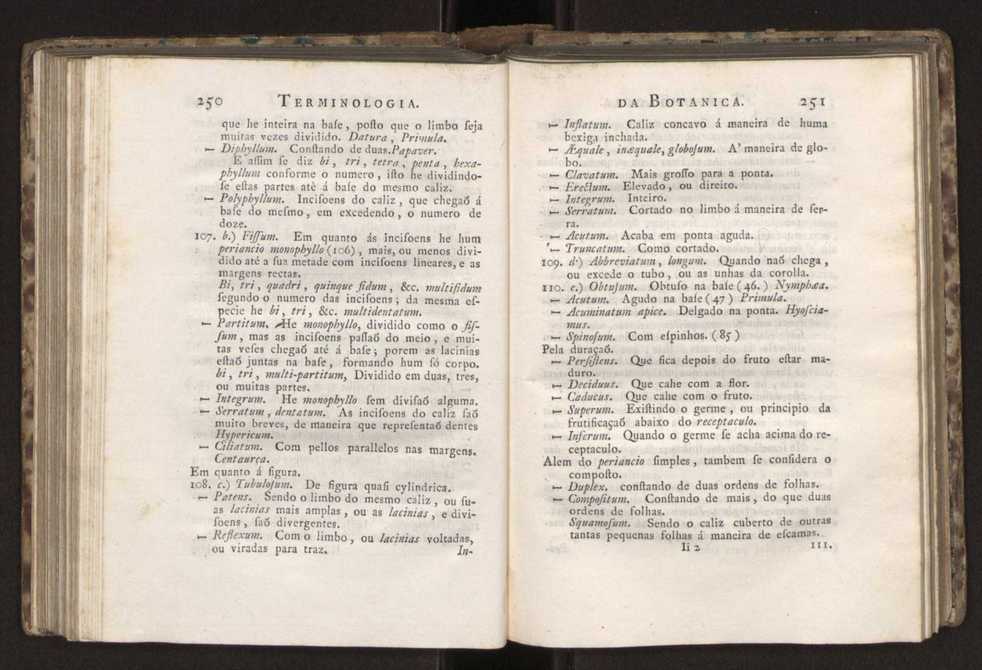 250 TERMINOLOGIA.
que he inteira na baſe, poſto que o limbo ſeja
muitas vezes dividido. Datura, Primula.
— Diphyllum. Conſtando de duas. Papaver.
E aſſim ſe diz bi, tri, tetra, penta, hexa-
phyllum conforme o numero, iſto he dividindo-
ſe eſtas partes atè á baſe do meſmo caliz.
— Polyphyllum. Inciſoens do caliz, que chegaõ á
baſe do meſmo, em excedendo, o numero de
doze.
107. b.) Fiſſum. Em quanto ás inciſoens he hum
periancio monophyllo (106), mais, ou menos divi-
dido até a ſua metade com inciſoens lineares, e as
margens rectas.
Bi, tri, quadri, quinque fidum, &c. multifidum
ſegundo o numero das inciſoens; da meſma eſ-
pecie he bi, tri, &c. multidentatum.
— Partitum. He monophyllo, dividido como o fiſ-
ſum, mas as inciſoens paſſaõ do meio, e mui-
tas veſes chegaõ até á baſe; porem as lacinias
eſtaõ juntas na baſe, formando hum ſó corpo.
bi, tri, multi-partitum, Dividido em duas, tres,
ou muitas partes.
— Integrum. He monophyllo ſem diviſaõ alguma.
— Serratum, dentatum. As inciſoens do caliz ſaõ
muito breves, de maneira que repreſentaõ dentes
Hypericum.
— Ciliatum. Com pellos parallelos nas margens.
Centaurea.
Em quanto á figura.
108. c.) Tubuloſum. De figura quaſi cylindrica.
— Patens. Sendo o limbo do meſmo caliz, ou ſu-
as lacinias mais amplas, ou as lacinias, e divi-
ſoens, ſaõ divergentes.
— Reflexum. Com o limbo, ou lacinias voltadas,
ou viradas para traz. In-
DA BOTANICA. 251
— Inflatum. Caliz concavo á maneira de huma
bexiga inchada.
— Æquale, inæquale, globoſum. A' maneira de glo-
bo.
— Clavatum. Mais groſſo para a ponta.
— Erectum. Elevado, ou direito.
— Integrum. Inteiro.
— Serratum. Cortado no limbo á maneira de ſer-
ra.
— Acutum. Acaba em ponta aguda.
— Truncatum. Como cortado.
109. d.) Abbreviatum, longum. Quando naõ chega,
ou excede o tubo, ou as unhas da corolla.
110. e.) Obtuſum. Obtuſo na baſe (46.) Nymphæa.
— Acutum. Agudo na baſe (47) Primula.
— Acuminatum apice. Delgado na ponta. Hyoſcia-
mus.
— Spinoſum. Com eſpinhos. (85)
Pela duraçaõ.
— Perſiſtens. Que fica depois do fruto eſtar ma-
duro.
— Deciduus. Que cahe com a flor.
— Caducus. Que cahe com o fruto.
— Superum. Exiſtindo o germe, ou principio da
frutificaçaõ abaixo do receptaculo.
— Inferum. Quando o germe ſe acha acima do re-
ceptaculo.
Alem do periancio ſimples, tambem ſe conſidera o
compoſto.
— Duplex. conſtando de duas ordens de folhas.
— Compoſitum. Conſtando de mais, do que duas
ordens de folhas.
Squamoſum. Sendo o caliz cuberto de outras
tantas pequenas folhas á maneira de eſcamas.
Ii 2 111.